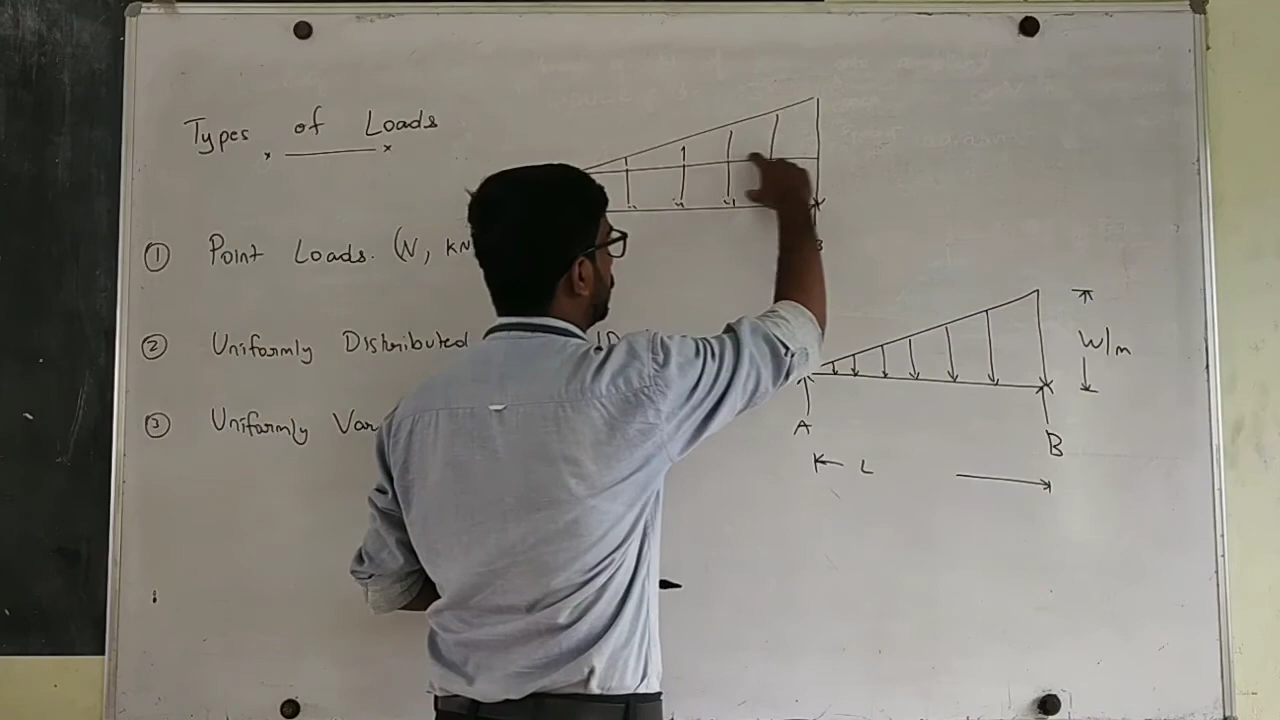 Types of Loads
① Point Loads. (N, KN
② Uniformly Distributed
③ Uniformly Var
W/m
A
B
L